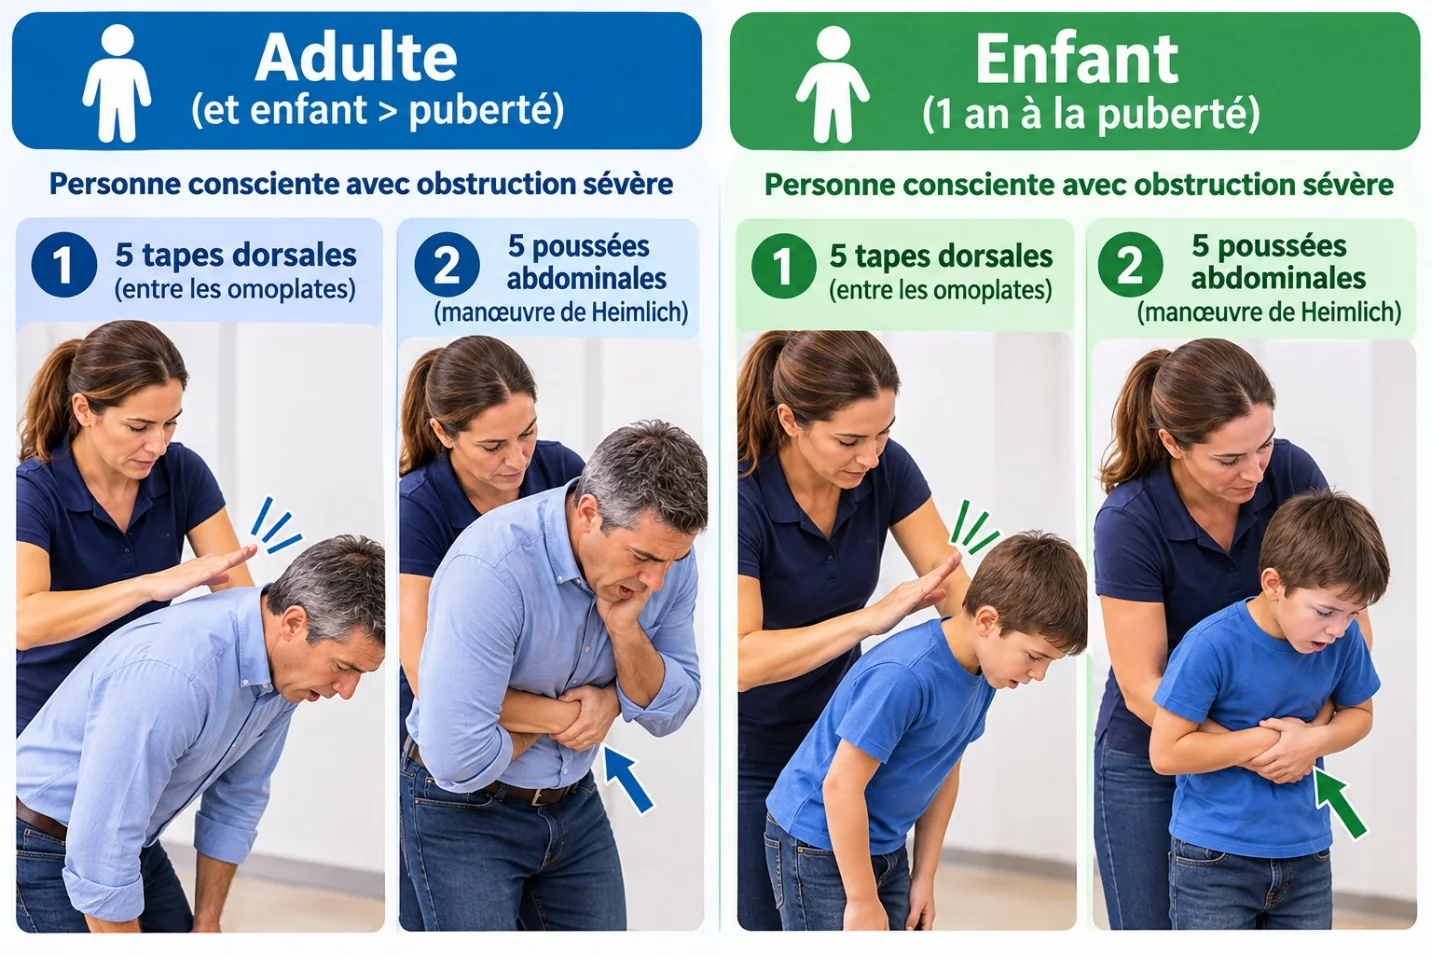 Adulte
(et enfant > puberté)
Personne consciente avec obstruction sévère
1
5 tapes dorsales
(entre les omoplates)
2
5 poussées
abdominales
(manœuvre de Heimlich)
Enfant
(1 an à la puberté)
Personne consciente avec obstruction sévère
1
5 tapes dorsales
(entre les omoplates)
2
5 poussées
abdominales
(manœuvre de Heimlich)